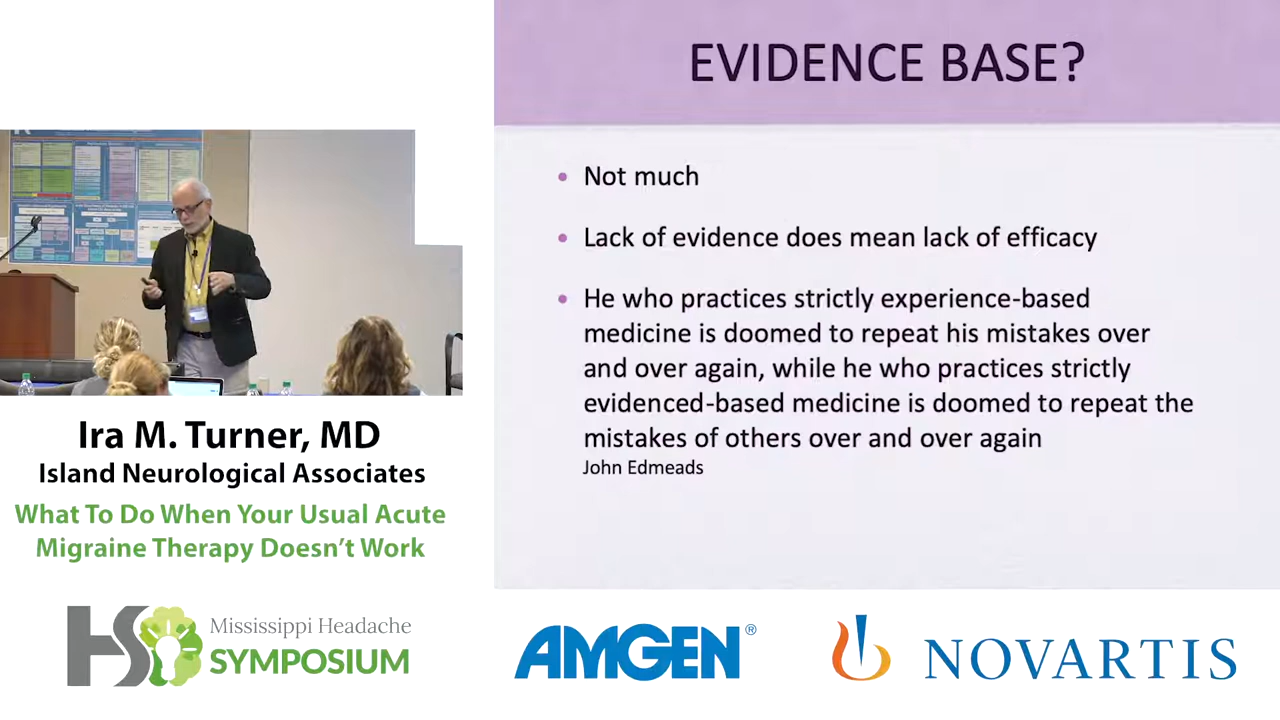 EVIDENCE BASE?
• Not much
• Lack of evidence does mean lack of efficacy
• He who practices strictly experience-based
medicine is doomed to repeat his mistakes over
and over again, while he who practices strictly
evidenced-based medicine is doomed to repeat the
mistakes of others over and over again
John Edmeads
Ira M. Turner, MD
Island Neurological Associates
What To Do When Your Usual Acute
Migraine Therapy Doesn’t Work
HS
Mississippi Headache
SYMPOSIUM
AMGEN®
NOVARTIS